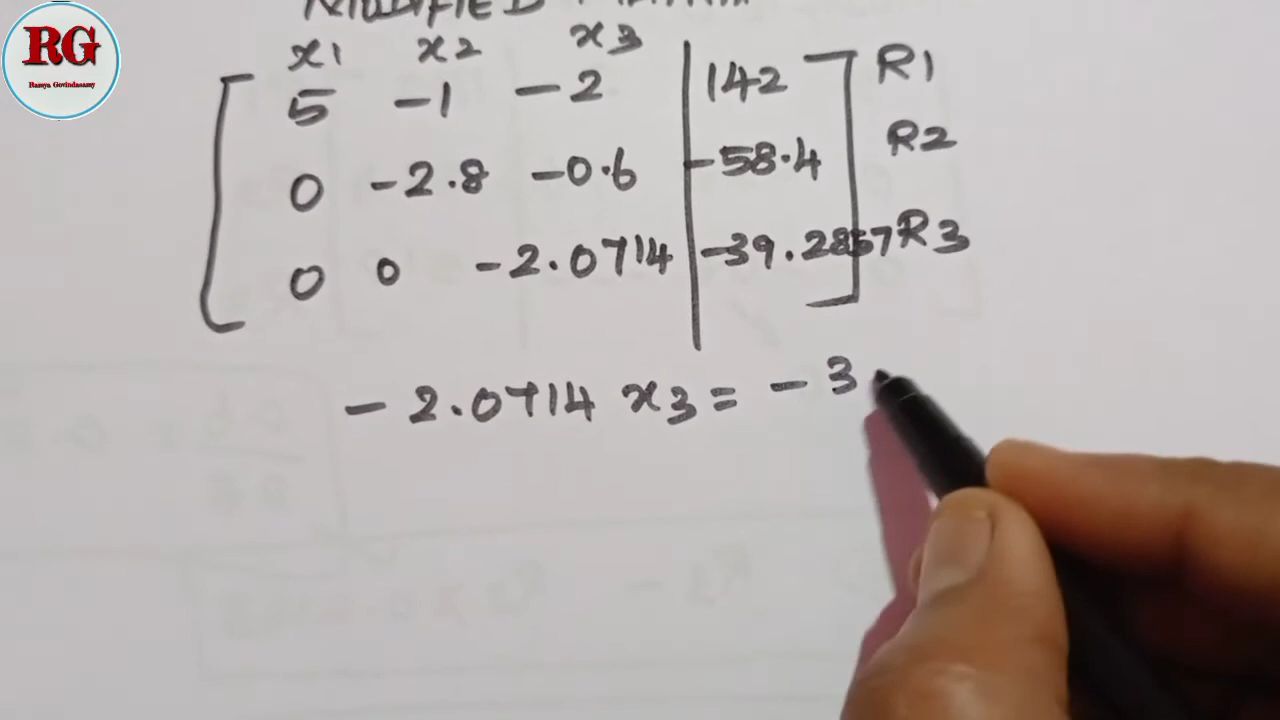 RG
Ramya Govindasamy
x1 x2 x3
5 -1 -2 142 R1
0 -2.8 -0.6 -58.4 R2
0 0 -2.0714 -39.2857 R3
-2.0714 x3 = -3